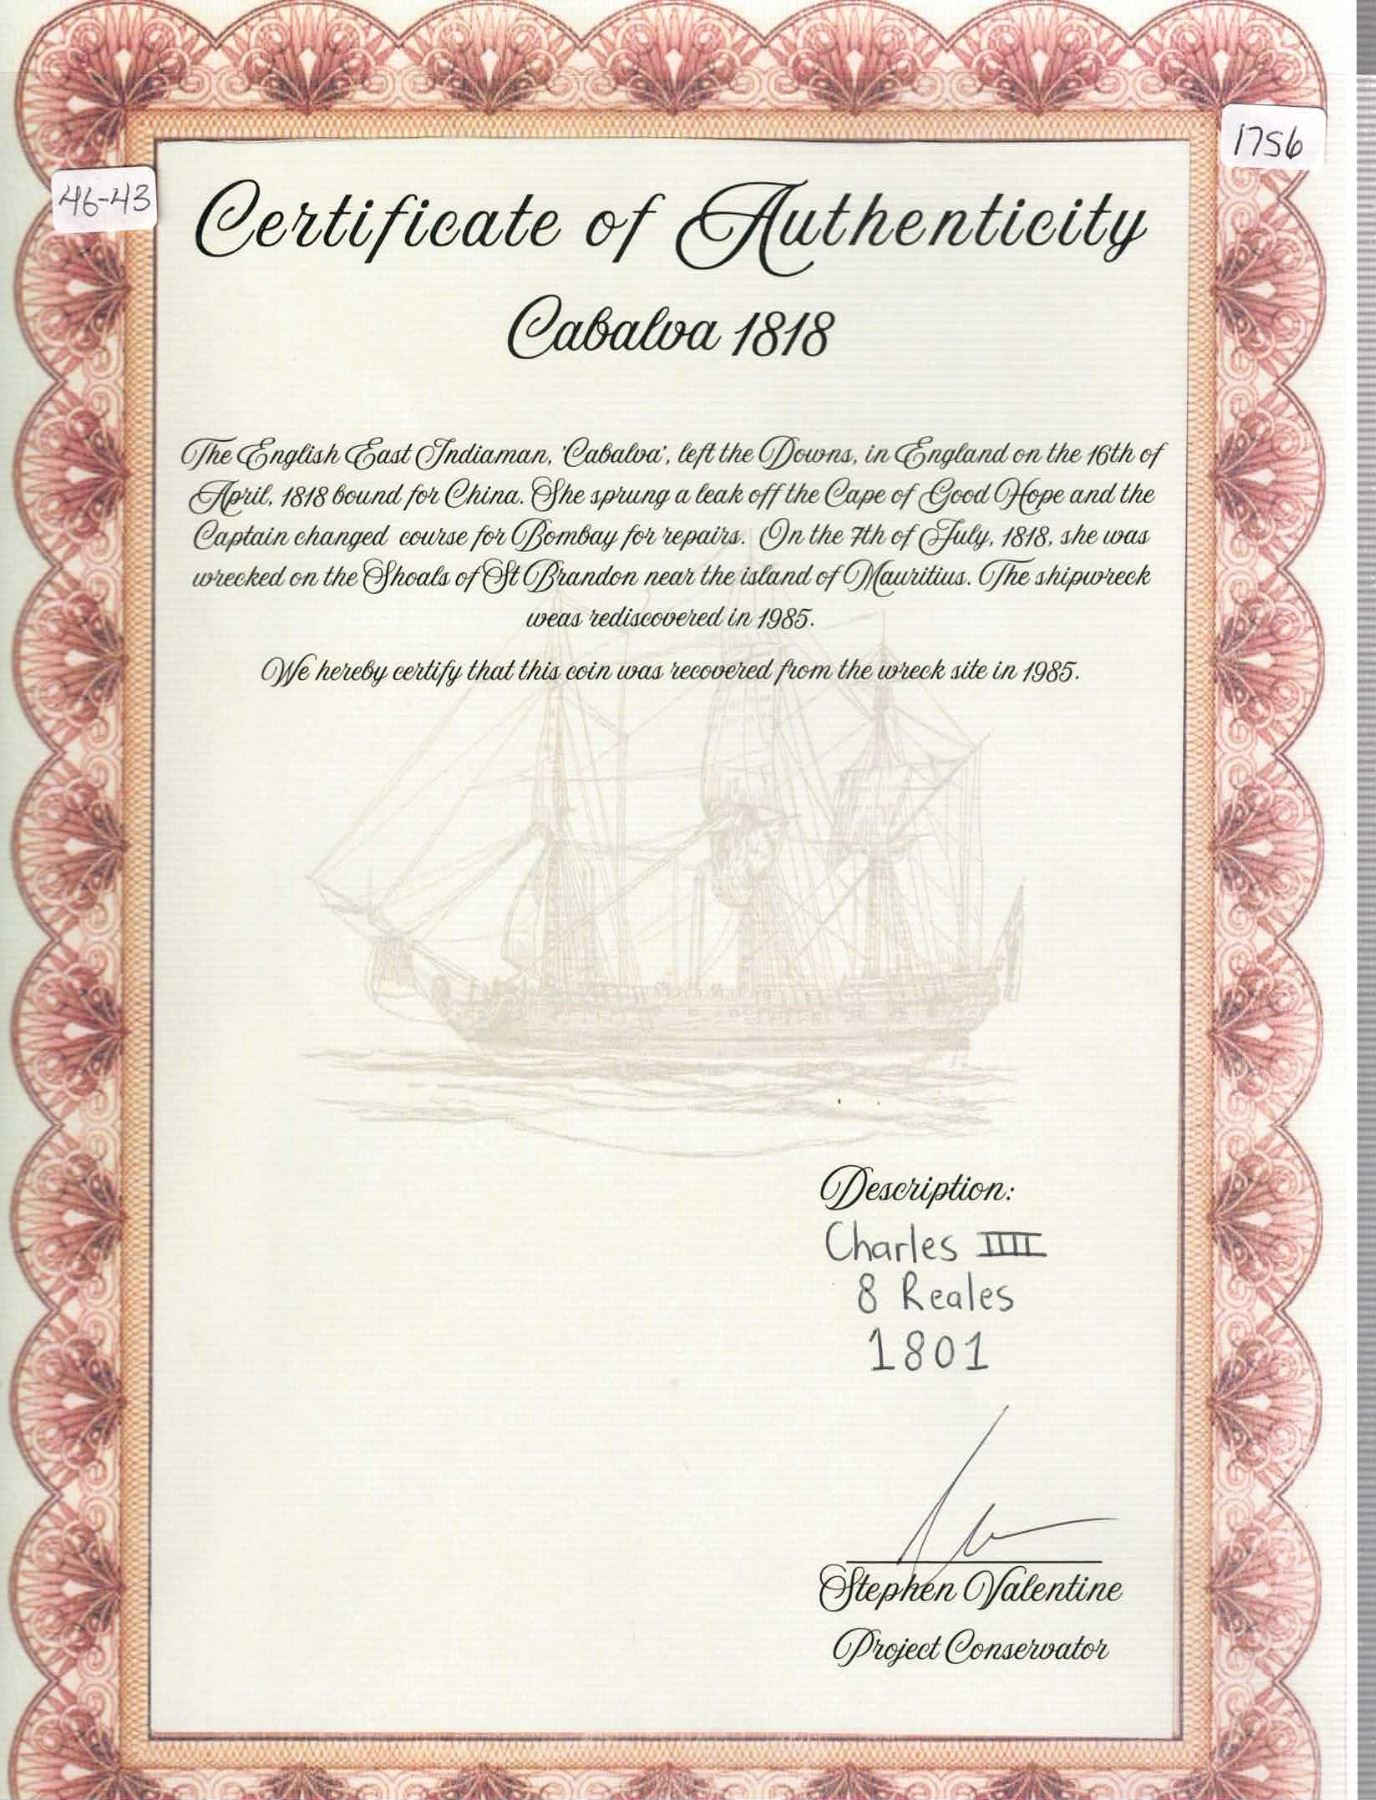 1756
46-43
Certificate of Authenticity
Cabalva 1818
The English East Indiaman, 'Cabalva', left the Downs, in England on the 16th of
April, 1818 bound for China. She sprung a leak off the Cape of Good Hope and the
Captain changed course for Bombay for repairs. On the 7th of July, 1818, she was
wrecked on the Shoals of St Brandon near the island of Mauritius. The shipwreck
weas rediscovered in 1985.
We hereby certify that this coin was recovered from the wreck site in 1985.
Description:
Charles IIII
8 Reales
1801
Stephen Valentine
Project Conservator